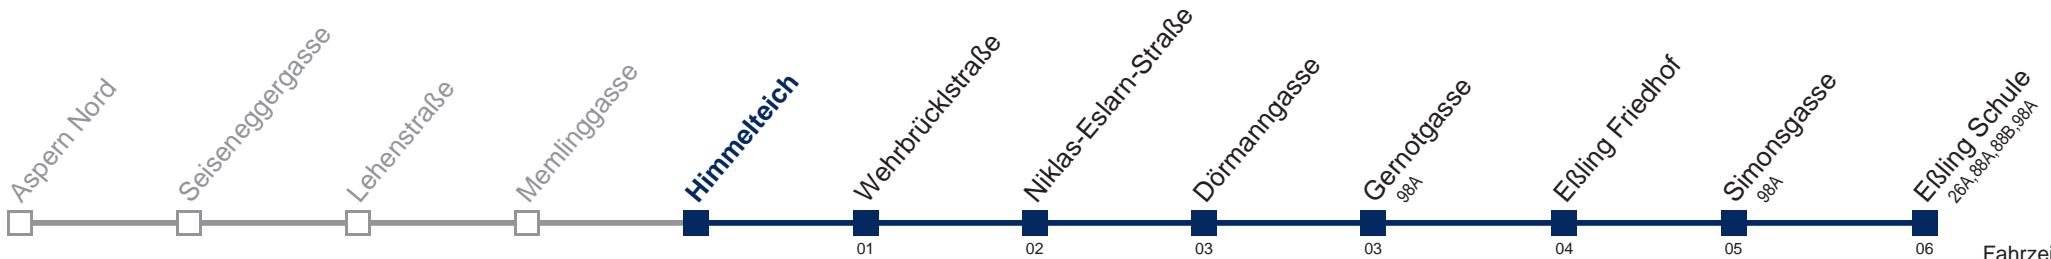 Aspern Nord
Seiseneggergasse
Lehenstraße
Memlinggasse
Himmelteich
Wehrbrücklstraße
Niklas-Eslarn-Straße
Dörmanngasse
Gernotgasse
98A
Eßling Friedhof
Simonsgasse
98A
Eßling Schule
26A,88A,88B,98A
01
02
03
03
04
05
06